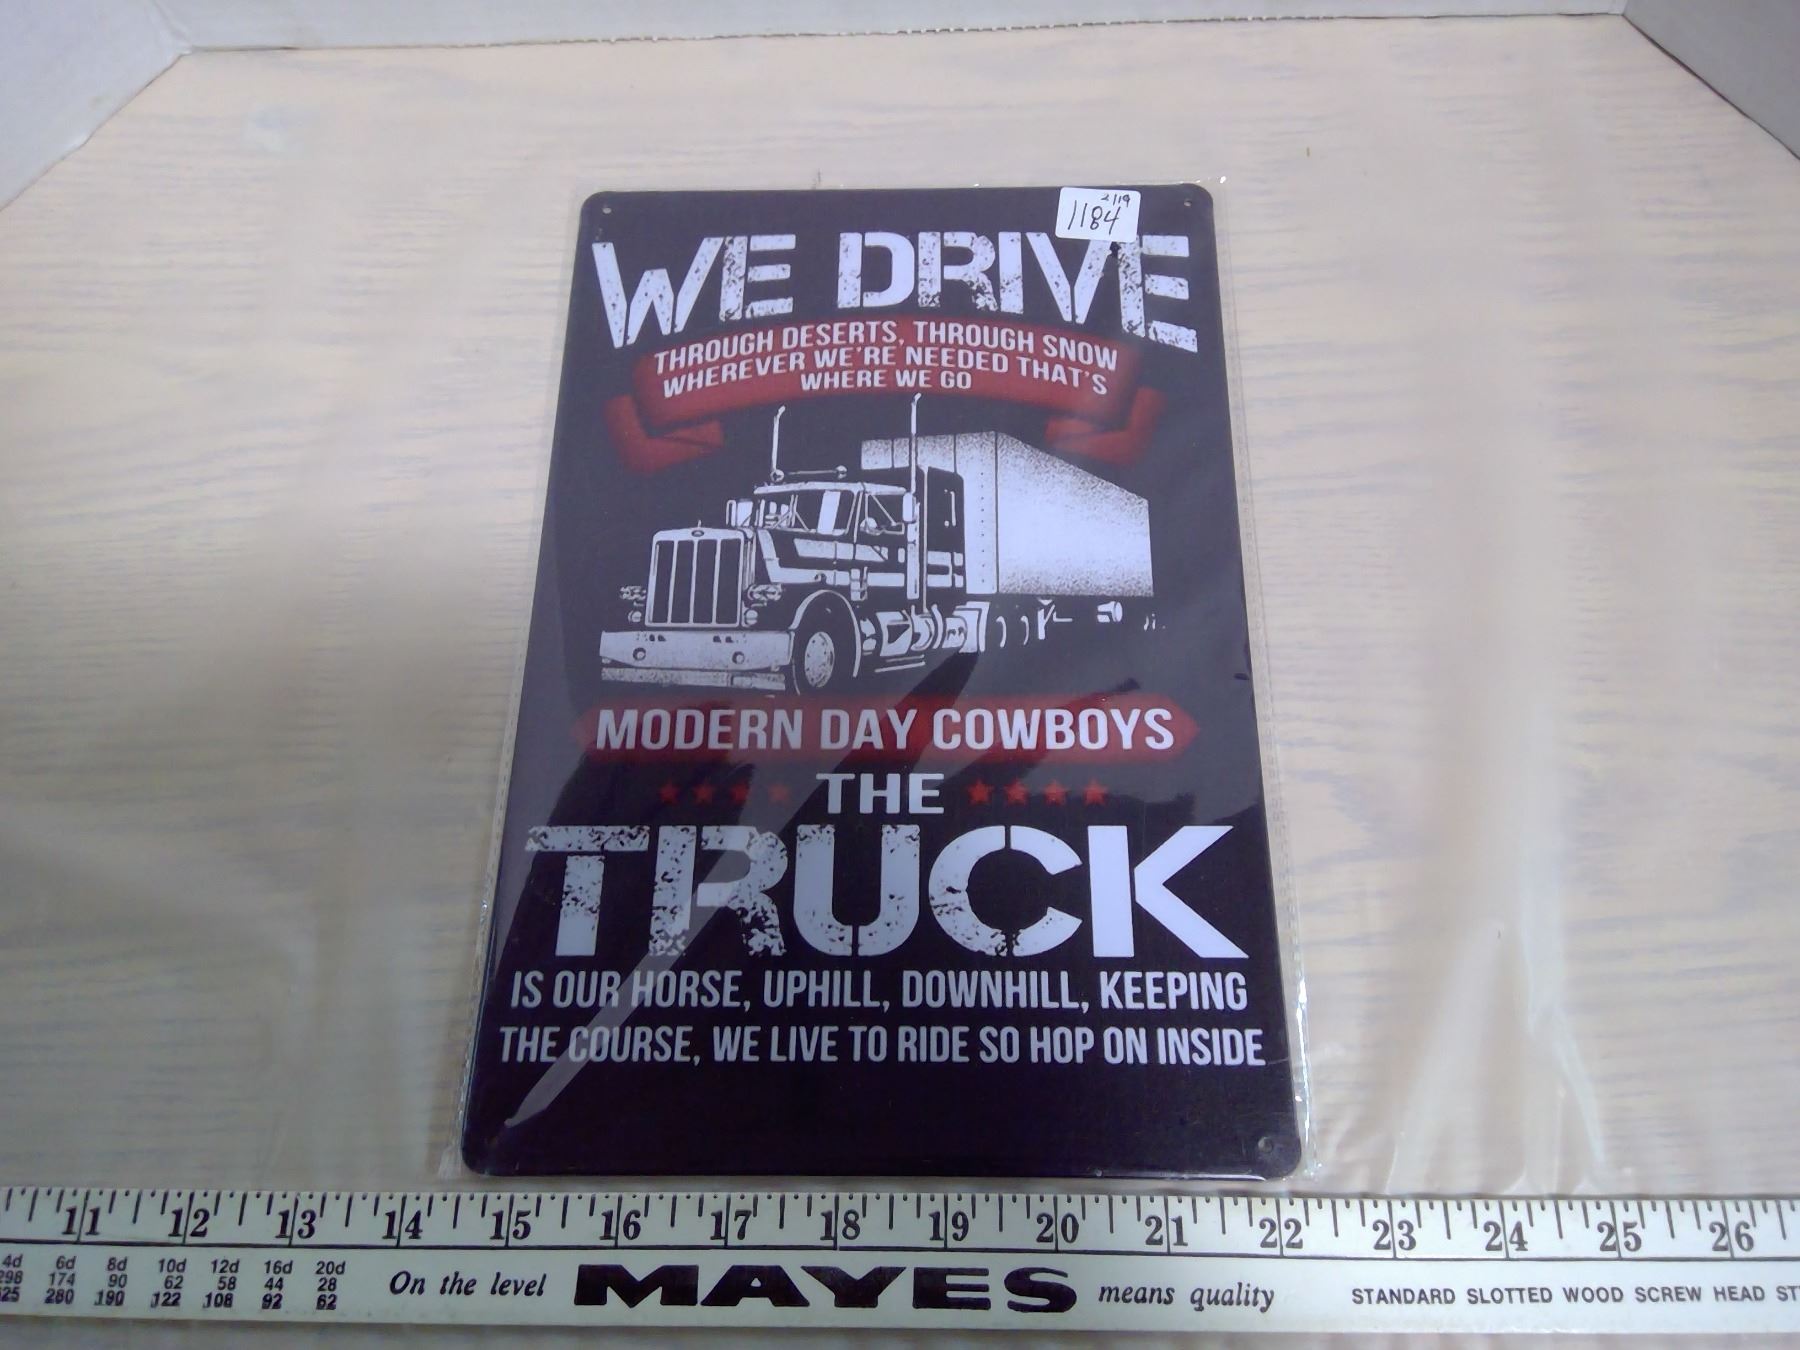 2119
1184
WE DRIVE
THROUGH DESERTS, THROUGH SNOW
WHEREVER WE'RE NEEDED THAT'S
WHERE WE GO
MODERN DAY COWBOYS
THE
TRUCK
IS OUR HORSE, UPHILL, DOWNHILL, KEEPING
THE COURSE, WE LIVE TO RIDE SO HOP ON INSIDE
11 12 13 14 15 16 17 18 19 20 21 22 23 24 25 26
4d 6d 8d 10d 12d 16d 20d
298 174 90 62 58 44 28
280 190 122 108 92 62
On the level MAYES means quality STANDARD SLOTTED WOOD SCREW HEAD